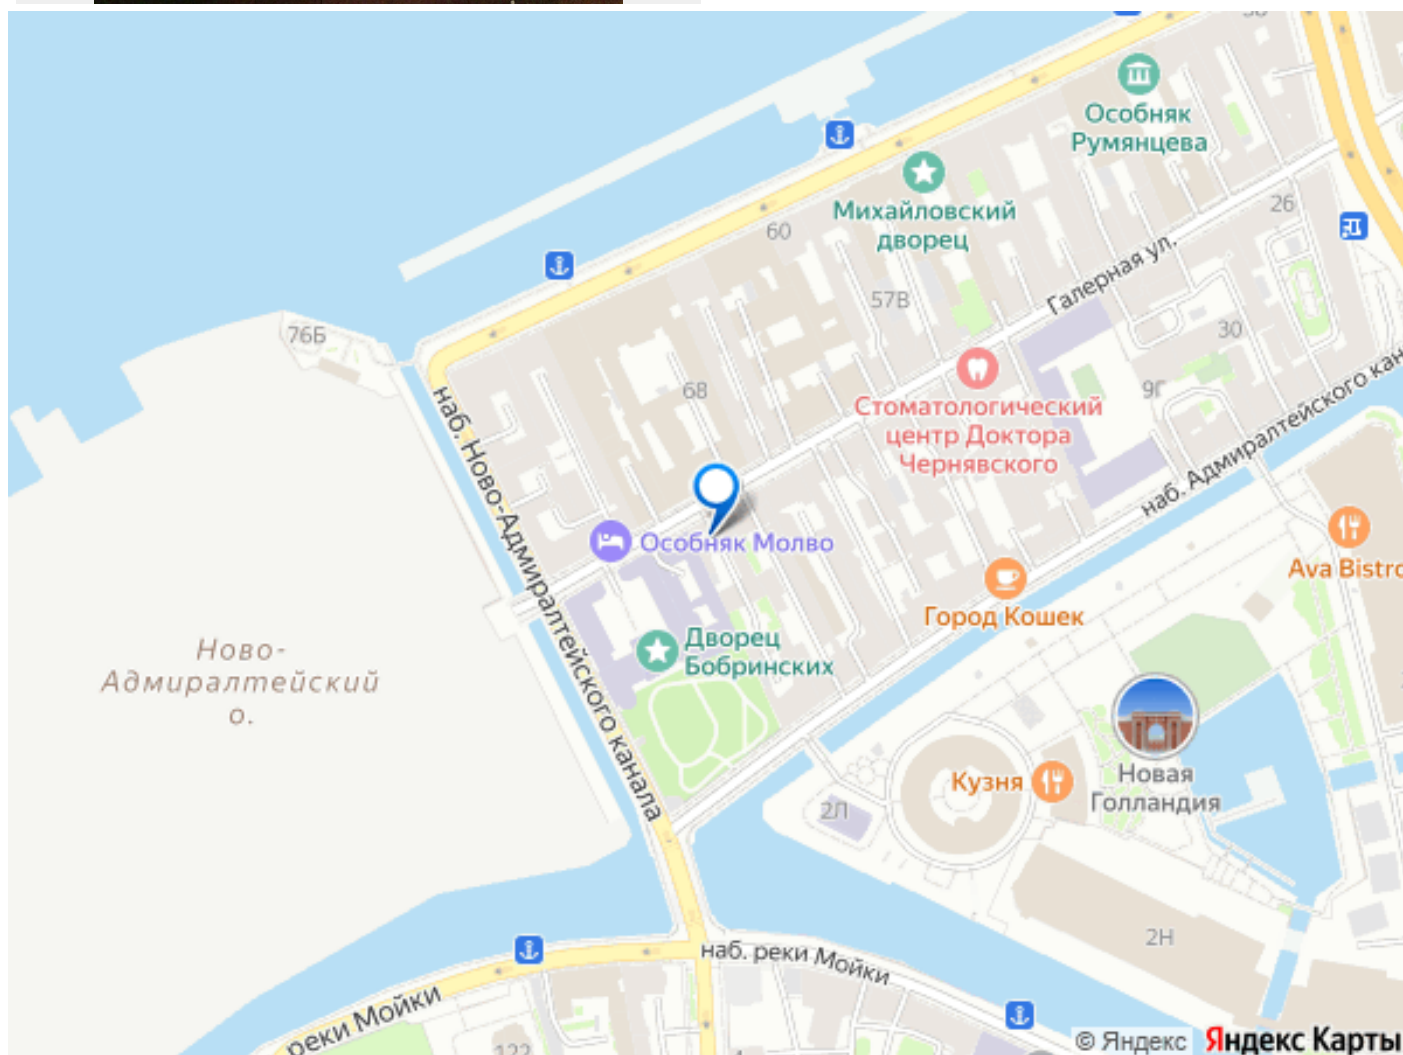 Особняк
Румянцева
Михайловский
дворец
26
60
Галерная ул.
57В
76Б
30
68
9Г
Стоматологический
центр Доктора
Чернявского
наб. Адмиралтейского кан
наб. Ново-Адмиралтейского канала
Особняк Молво
Ava Bistro
Город Кошек
Дворец
Бобринских
Ново-
Адмиралтейский
о.
Новая
Голландия
Кузня
2Л
2Н
наб. реки Мойки
реки Мойки
122
© Яндекс Яндекс Карты